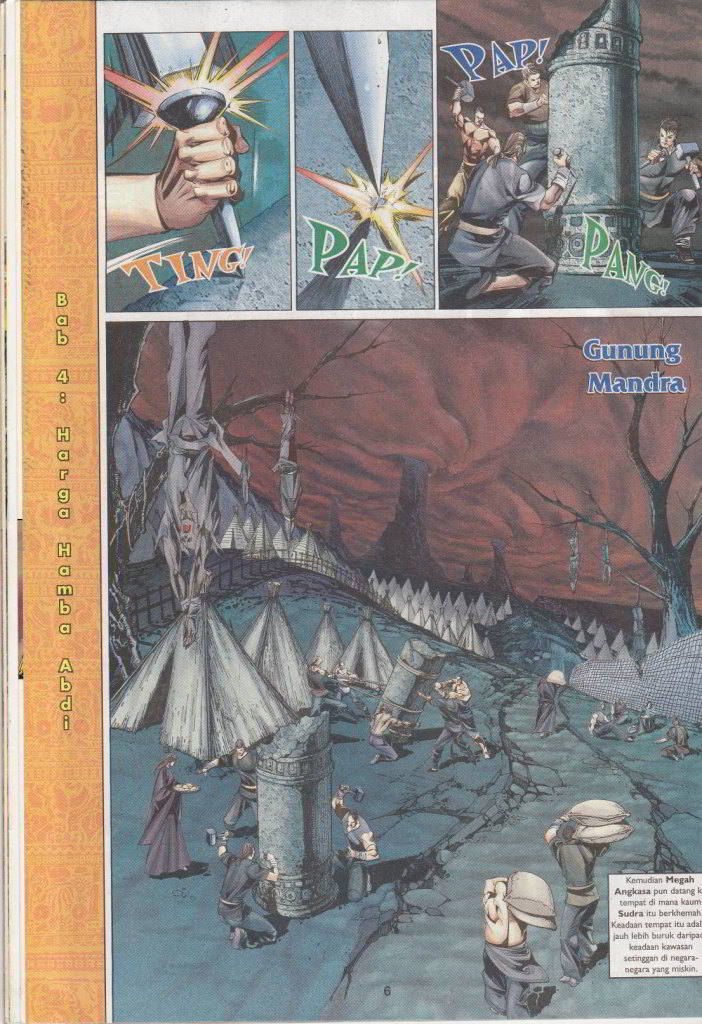 Bab 4: Harga Hamba Abdi
TING!
PAP!
PAP!
PANG!
Gunung
Mandra
Kemudian Megah
Angkasa pun datang k
tempat di mana kaum
Sudra itu berkhemah.
Keadaan tempat itu adal
jauh lebih buruk daripad
keadaan kawasan
setinggan di negara-
negara yang miskin.
6